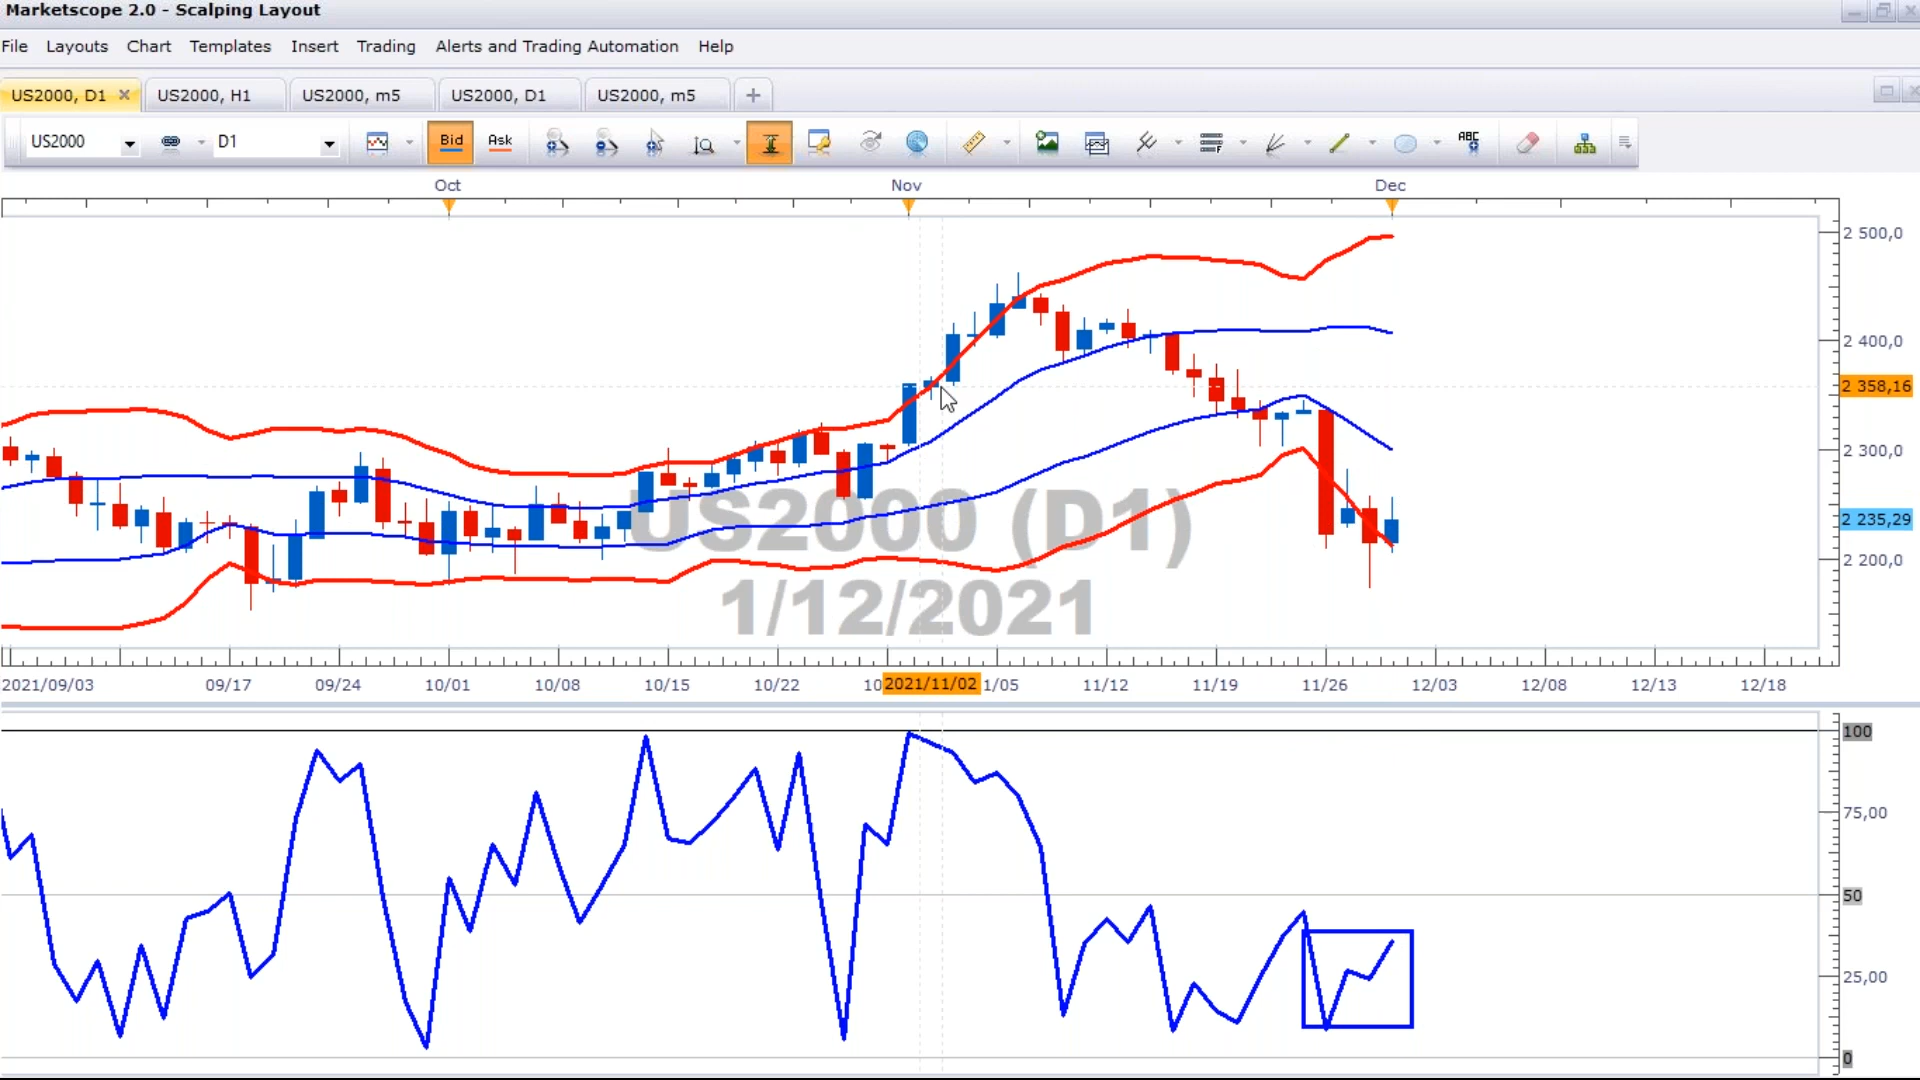 Marketscope 2.0 - Scalping Layout
File Layouts Chart Templates Insert Trading Alerts and Trading Automation Help
US2000, D1 US2000, H1 US2000, m5 US2000, D1 US2000, m5
US2000 D1 Bid Ask ABC
Oct Nov Dec
2 500,0
2 400,0
2 358,16
2 300,0
2 235,29
2 200,0
US2000 (D1)
1/12/2021
2021/09/03 09/17 09/24 10/01 10/08 10/15 10/22 10 2021/11/02 1/05 11/12 11/19 11/26 12/03 12/08 12/13 12/18
100
75,00
50
25,00
0